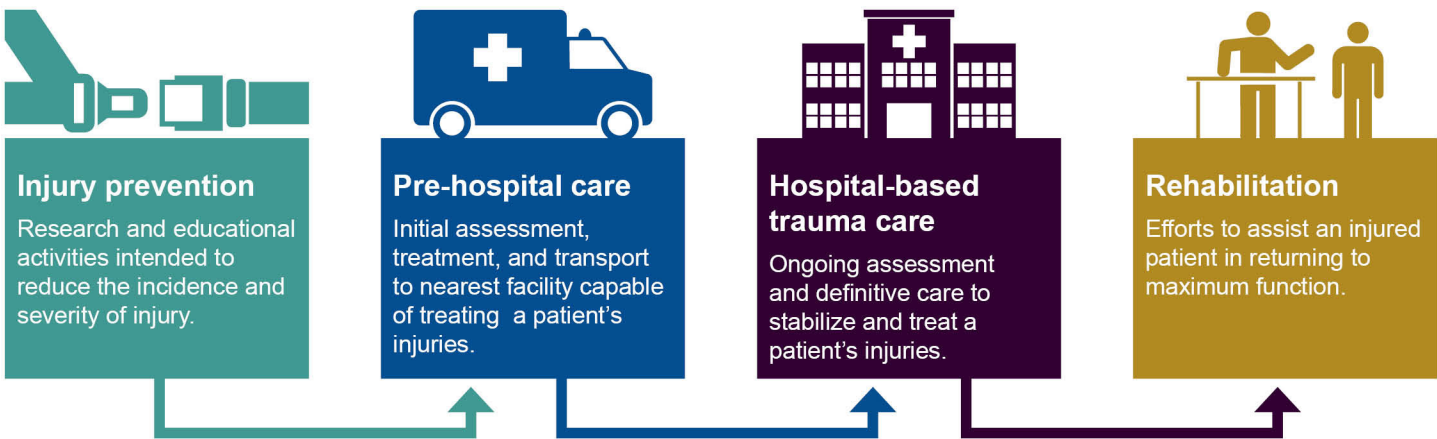 Injury prevention
Research and educational
activities intended to
reduce the incidence and
severity of injury.
Pre-hospital care
Initial assessment,
treatment, and transport
to nearest facility capable
of treating  a patient’s
injuries.
Hospital-based
trauma care
Ongoing assessment
and definitive care to
stabilize and treat a
patient’s injuries.
Rehabilitation
Efforts to assist an injured
patient in returning to
maximum function.